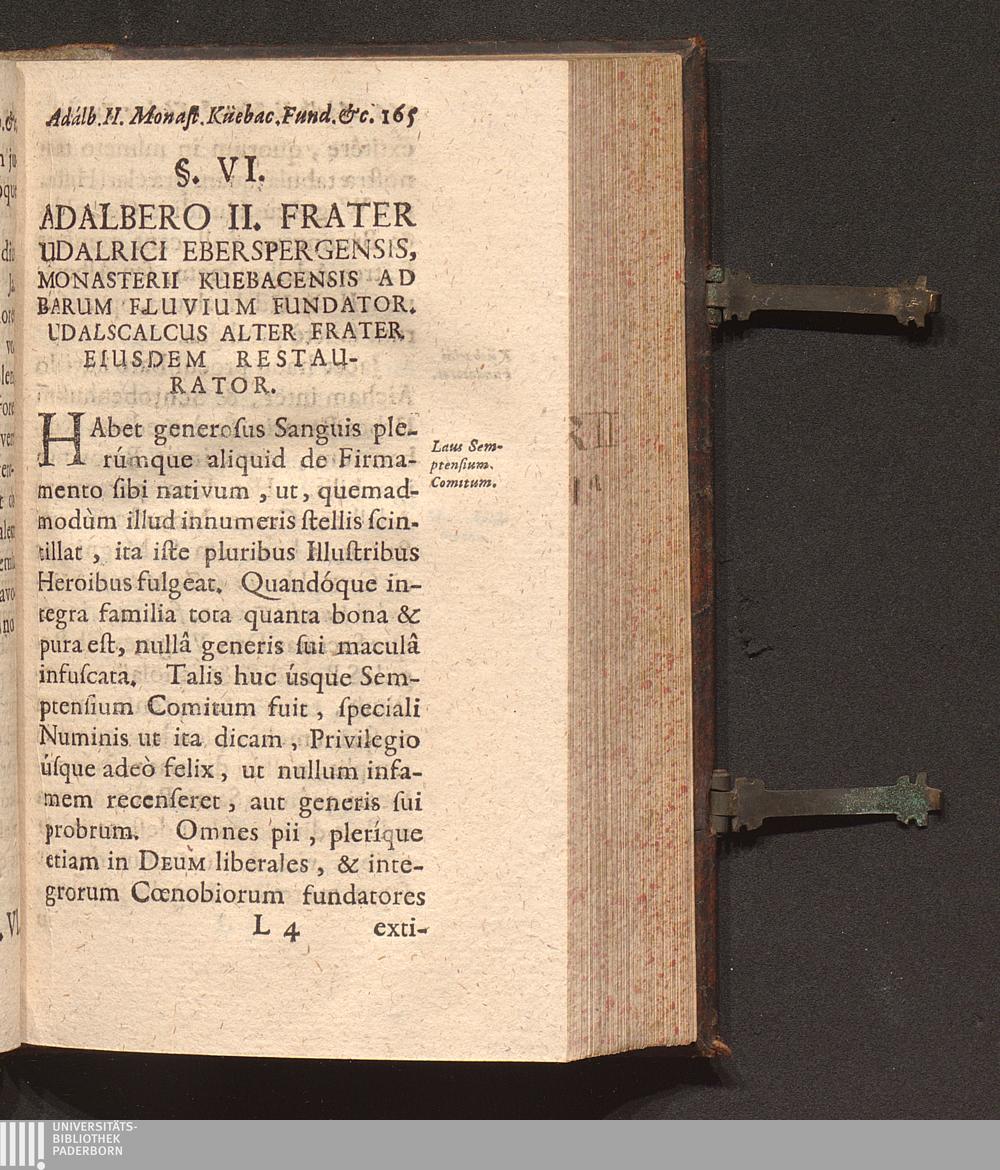 Adálb. II. Monaſt. Küebac. Fund. &c. 165
§. VI.
ADALBERO II. FRATER
UDALRICI EBERSPERGENSIS,
MONASTERII KUEBACENSIS AD
BARUM FLUVIUM FUNDATOR.
UDALSCALCUS ALTER FRATER
EIUSDEM RESTAU-
RATOR.
HAbet generoſus Sanguis ple-
rúmque aliquid de Firma-
mento ſibi nativum , ut, quemad-
modùm illud innumeris ſtellis ſcin-
tillat , ita iſte pluribus Illuſtribus
Heroibus fulgeat. Quandóque in-
tegra familia tota quanta bona &
pura eſt, nullâ generis ſui maculâ
infuſcata. Talis huc úsque Sem-
ptenſium Comitum fuit , ſpeciali
Numinis ut ita dicam , Privilegio
úſque adeò felix , ut nullum infa-
mem recenſeret , aut generis ſui
probrum. Omnes pii , pleríque
etiam in DEUM liberales , & inte-
grorum Cœnobiorum fundatores
L 4 exti-
Laus Sem-
ptenſium.
Comitum.
UNIVERSITÄTS-
BIBLIOTHEK
PADERBORN